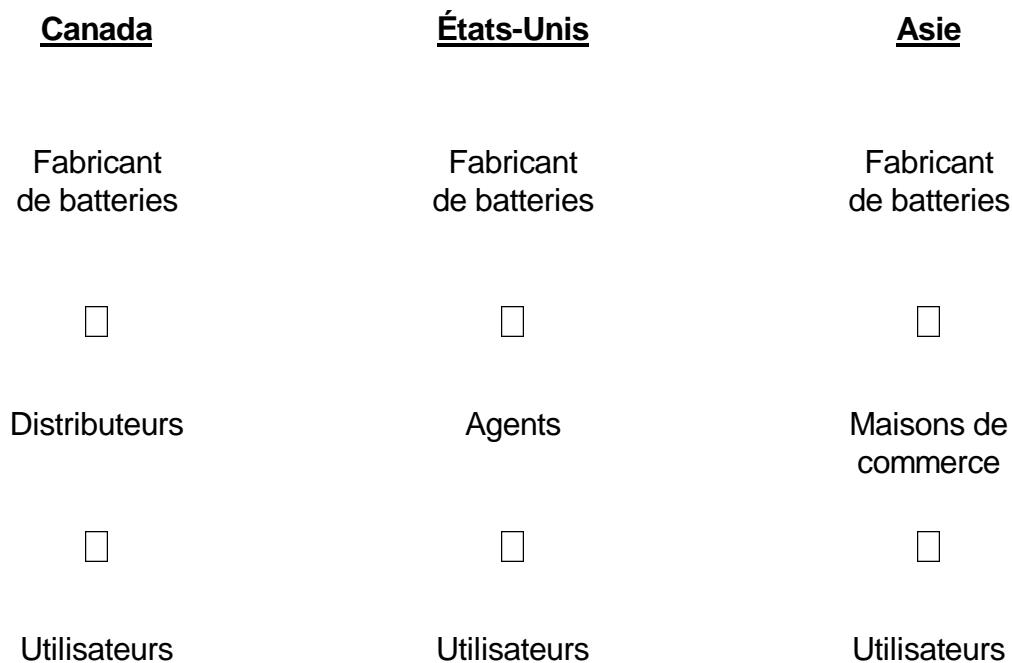 Canada États-Unis Asie
Fabricant Fabricant Fabricant
de batteries de batteries de batteries
Distributeurs Agents Maisons de
commerce
Utilisateurs Utilisateurs Utilisateurs